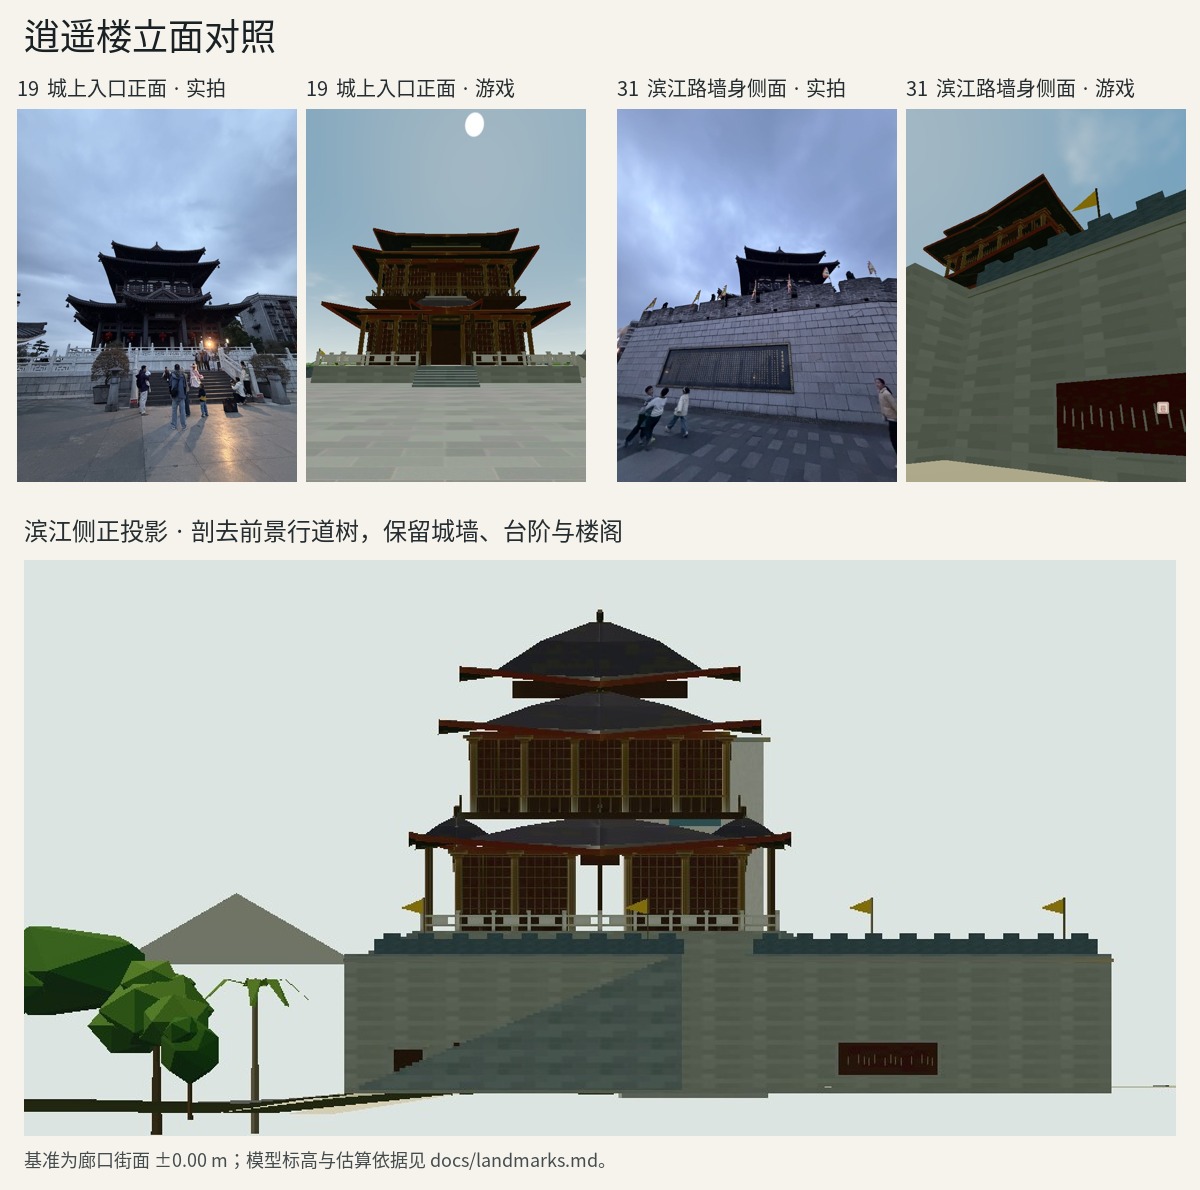 逍遥楼立面对照
19 城上入口正面 · 实拍
19 城上入口正面 · 游戏
31 滨江路墙身侧面 · 实拍
31 滨江路墙身侧面 · 游戏
滨江侧正投影 · 剖去前景行道树，保留城墙、台阶与楼阁
基准为廊口街面 ±0.00 m；模型标高与估算依据见 docs/landmarks.md。